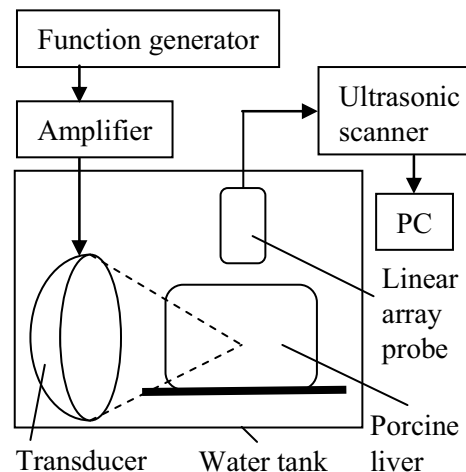 Function generator
Amplifier
Ultrasonic
scanner
PC
Linear
array
probe
Porcine
liver
Transducer
Water tank